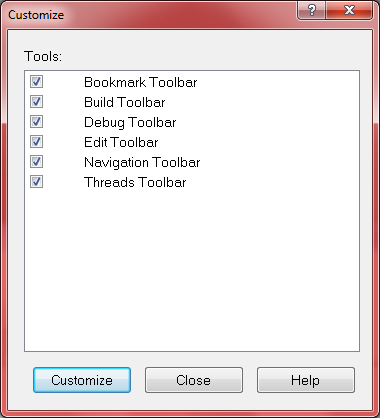 Customize
Tools:
Bookmark Toolbar
Build Toolbar
Debug Toolbar
Edit Toolbar
Navigation Toolbar
Threads Toolbar
Customize Close Help